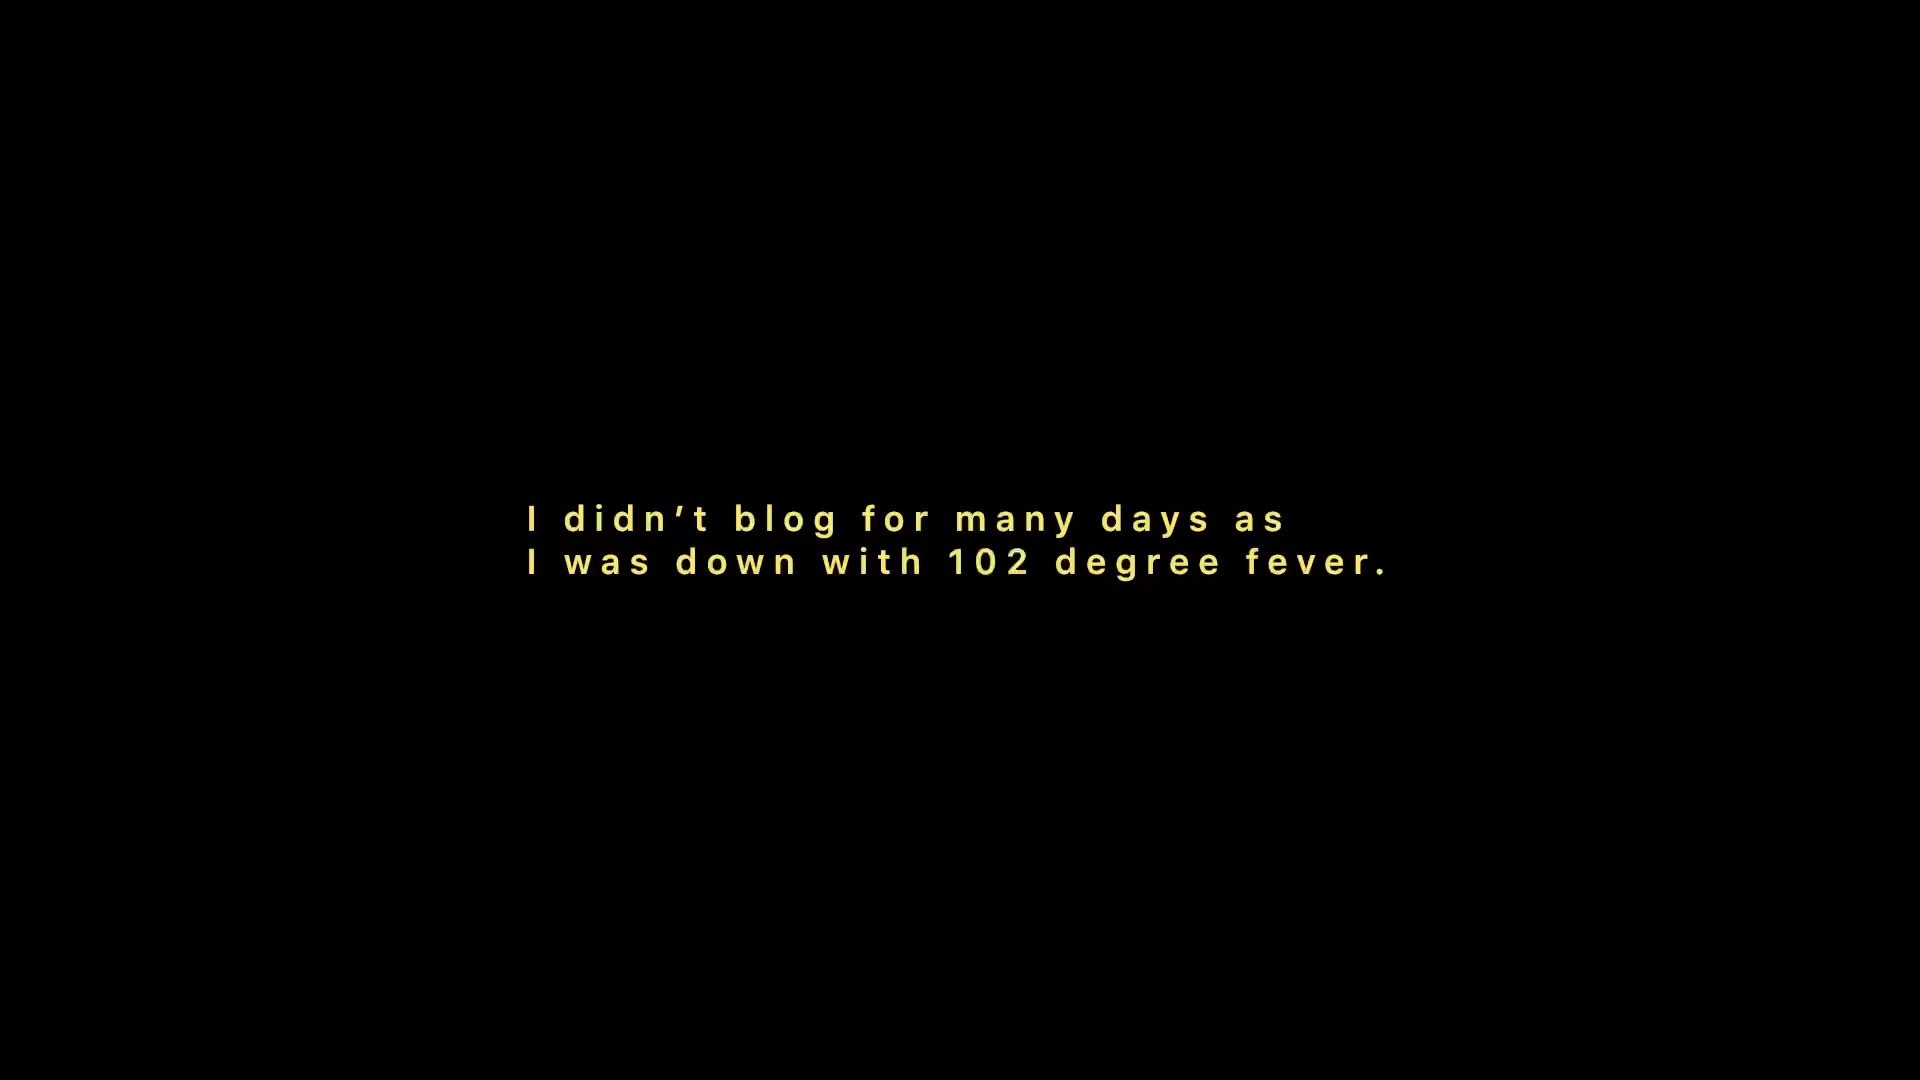 I didn’t blog for many days as
I was down with 102 degree fever.